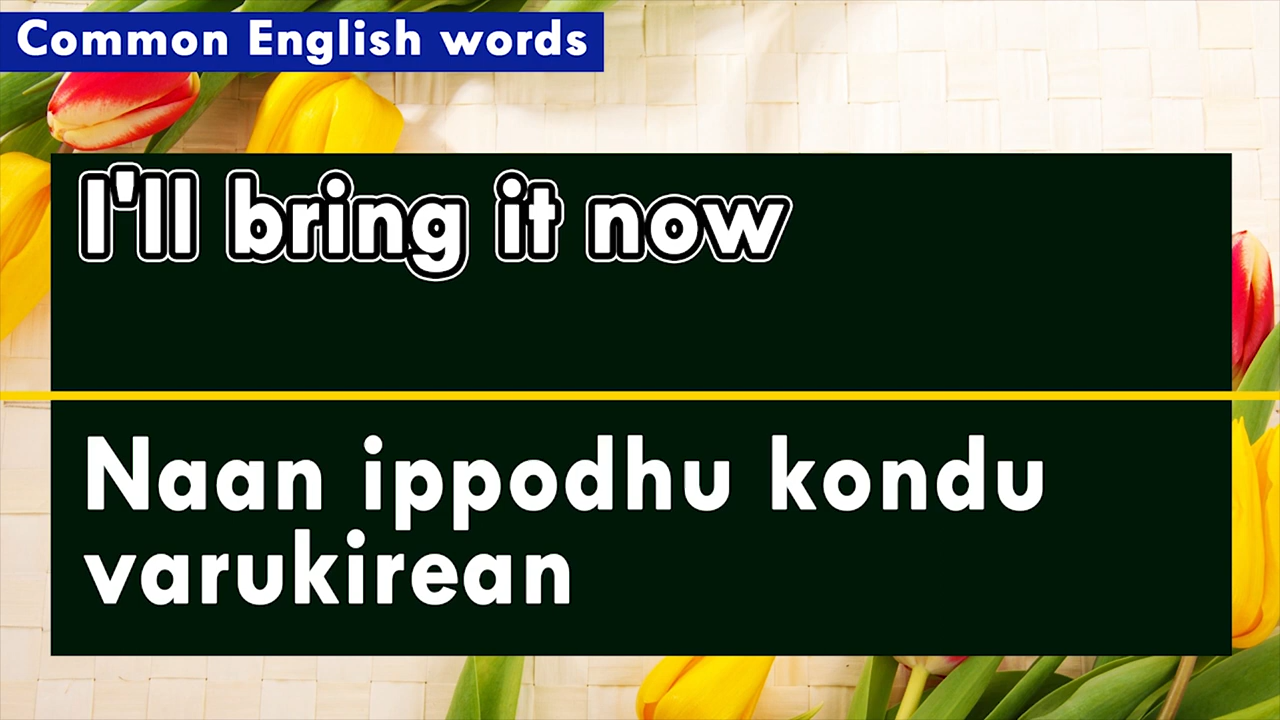 Common English words
I'll bring it now
Naan ippodhu kondu
varukirean